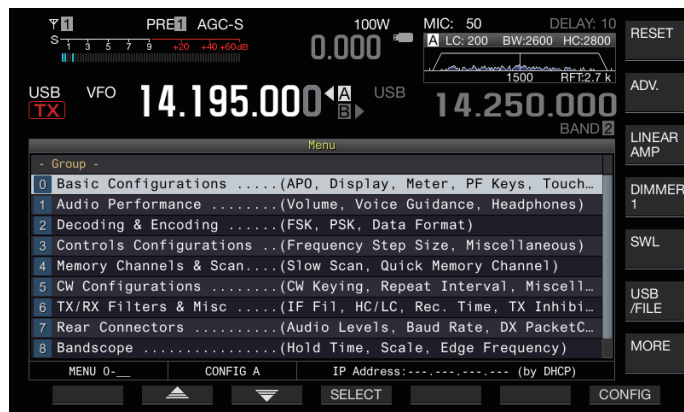 1 PRE1 AGC-S 100W MIC: 50 DELAY: 10 RESET
S 1 3 5 7 9 +20 +40 +60dB 0.000 A LC: 200 BW:2600 HC:2800
1500 RFT:2.7 k
USB VFO 14.195.000 A USB 14.250.000 ADV.
TX B BAND 2
Menu LINEAR AMP
- Group -
0 Basic Configurations .....(APO, Display, Meter, PF Keys, Touch… DIMMER 1
1 Audio Performance ........(Volume, Voice Guidance, Headphones)
2 Decoding & Encoding ......(FSK, PSK, Data Format)
3 Controls Configurations ..(Frequency Step Size, Miscellaneous) SWL
4 Memory Channels & Scan....(Slow Scan, Quick Memory Channel)
5 CW Configurations ........(CW Keying, Repeat Interval, Miscell…
6 TX/RX Filters & Misc .....(IF Fil, HC/LC, Rec. Time, TX Inhibi… USB /FILE
7 Rear Connectors ..........(Audio Levels, Baud Rate, DX PacketC…
8 Bandscope ................(Hold Time, Scale, Edge Frequency) MORE
MENU 0-__ CONFIG A IP Address:---.---.---.--- (by DHCP)
SELECT CONFIG